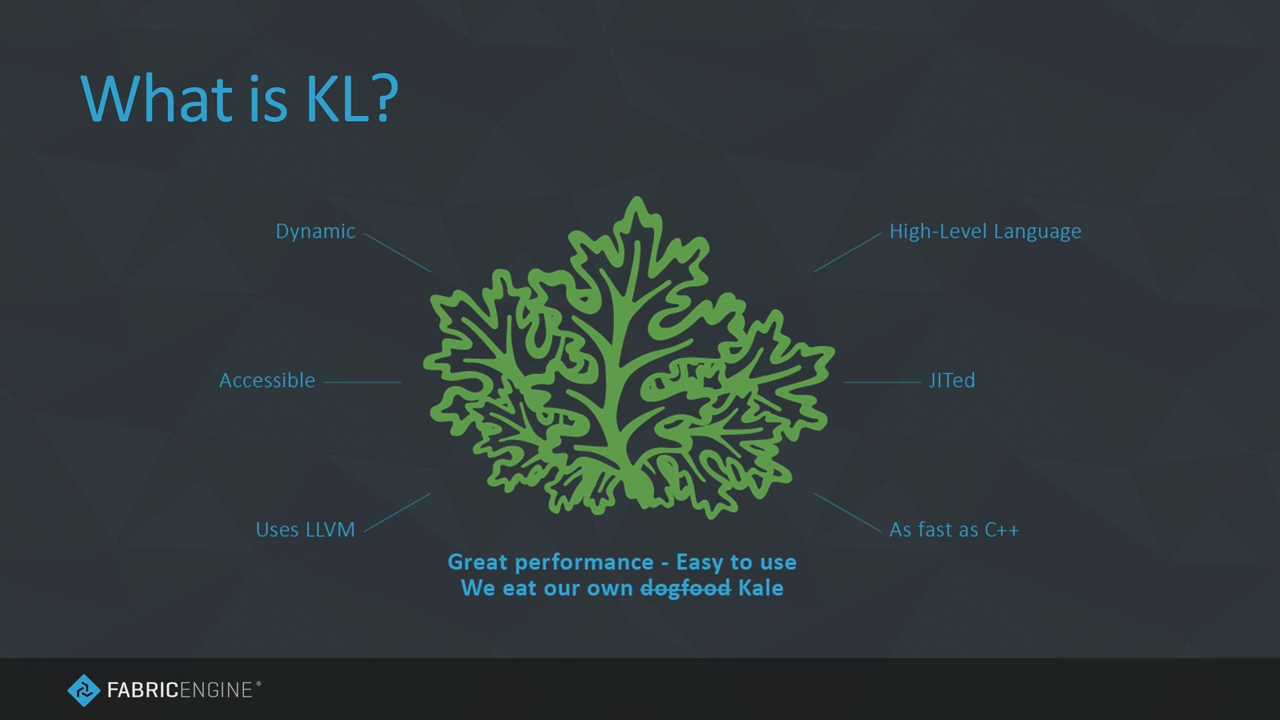 What is KL?
Dynamic
High-Level Language
Accessible
JITed
Uses LLVM
As fast as C++
Great performance - Easy to use
We eat our own dogfood Kale
FABRICENGINE®